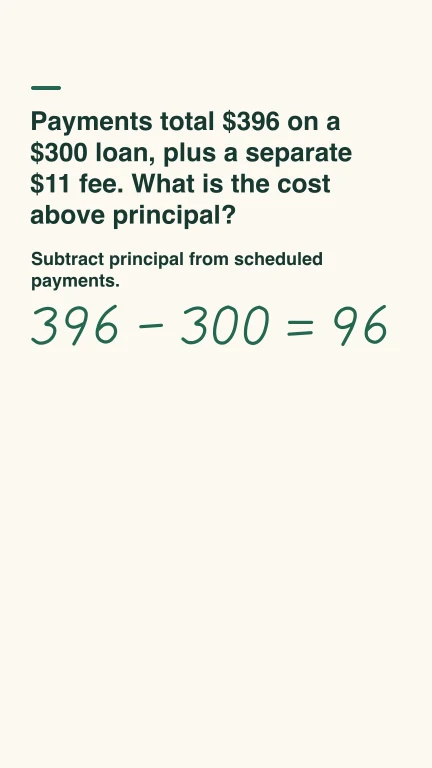 Payments total $396 on a
$300 loan, plus a separate
$11 fee. What is the cost
above principal?
Subtract principal from scheduled
payments.
396 − 300 = 96